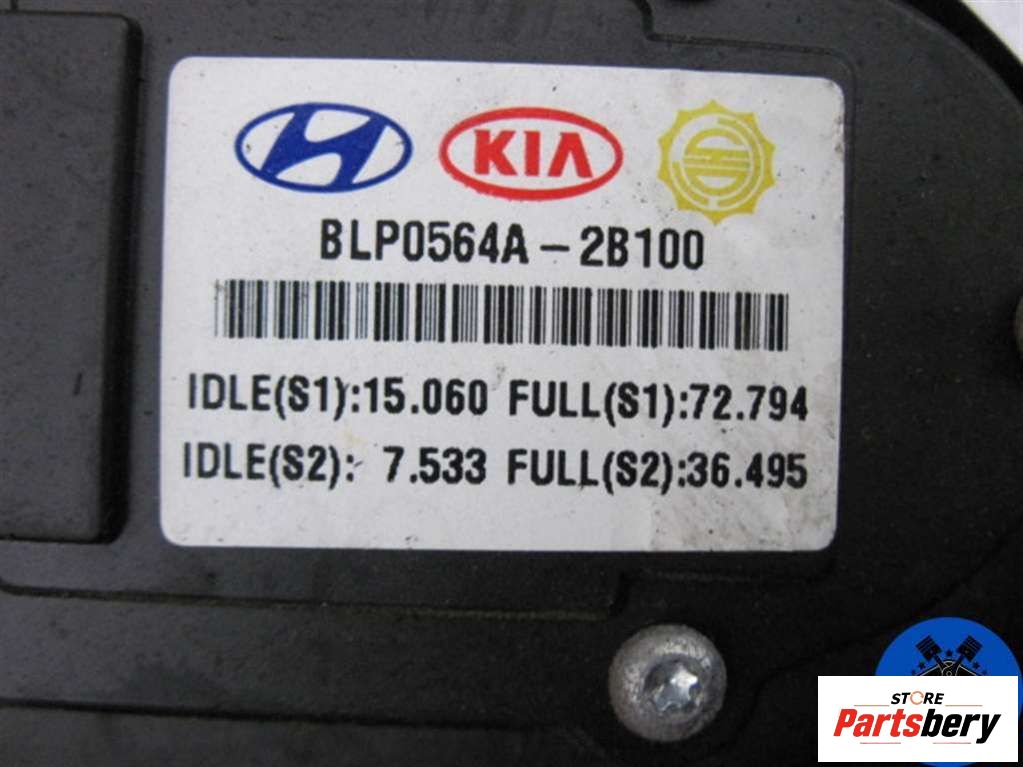 KIA
BLP0564A-2B100
IDLE(S1):15.060 FULL(S1):72.794
IDLE(S2): 7.533 FULL(S2):36.495
STORE
Partsbery